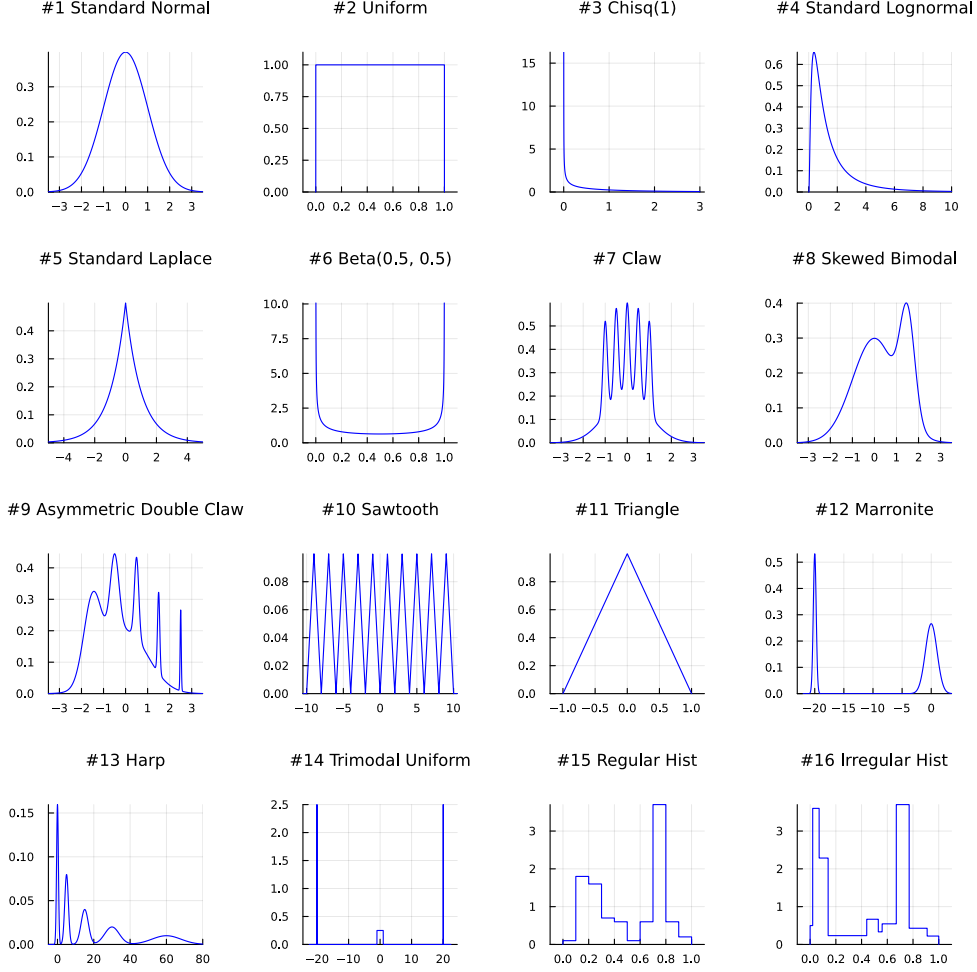 #1 Standard Normal
#2 Uniform
#3 Chisq(1)
#4 Standard Lognormal
0.3
0.2
0.1
0.0
−3 −2 −1 0 1 2 3
1.00
0.75
0.50
0.25
0.00
0.0 0.2 0.4 0.6 0.8 1.0
15
10
5
0
0 1 2 3
0.6
0.5
0.4
0.3
0.2
0.1
0.0
0 2 4 6 8 10
#5 Standard Laplace
#6 Beta(0.5, 0.5)
#7 Claw
#8 Skewed Bimodal
0.4
0.3
0.2
0.1
0.0
−4 −2 0 2 4
10.0
7.5
5.0
2.5
0.0
0.0 0.2 0.4 0.6 0.8 1.0
0.5
0.4
0.3
0.2
0.1
0.0
−3 −2 −1 0 1 2 3
0.4
0.3
0.2
0.1
0.0
−3 −2 −1 0 1 2 3
#9 Asymmetric Double Claw
#10 Sawtooth
#11 Triangle
#12 Marronite
0.4
0.3
0.2
0.1
0.0
−3 −2 −1 0 1 2 3
0.08
0.06
0.04
0.02
0.00
−10 −5 0 5 10
0.8
0.6
0.4
0.2
0.0
−1.0 −0.5 0.0 0.5 1.0
0.5
0.4
0.3
0.2
0.1
0.0
−20 −15 −10 −5 0
#13 Harp
#14 Trimodal Uniform
#15 Regular Hist
#16 Irregular Hist
0.15
0.10
0.05
0.00
0 20 40 60 80
2.5
2.0
1.5
1.0
0.5
0.0
−20 −10 0 10 20
3
2
1
0
0.0 0.2 0.4 0.6 0.8 1.0
3
2
1
0
0.0 0.2 0.4 0.6 0.8 1.0